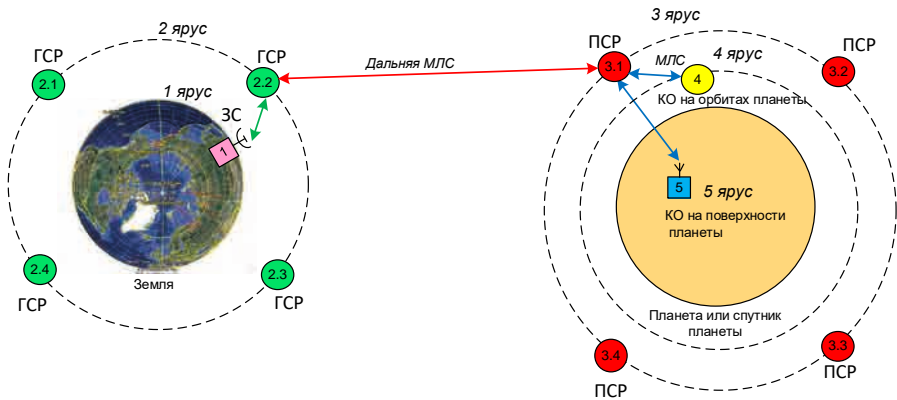 2 ярус
ГСР
ГСР
2.1
2.2
1 ярус
ЗС
1
Земля
2.4
2.3
ГСР
ГСР
Дальняя МЛС
3 ярус
ПСР
4 ярус
ПСР
3.1
МЛС
4
3.2
КО на орбитах планеты
5
5 ярус
КО на поверхности
планеты
Планета или спутник
планеты
3.4
3.3
ПСР
ПСР